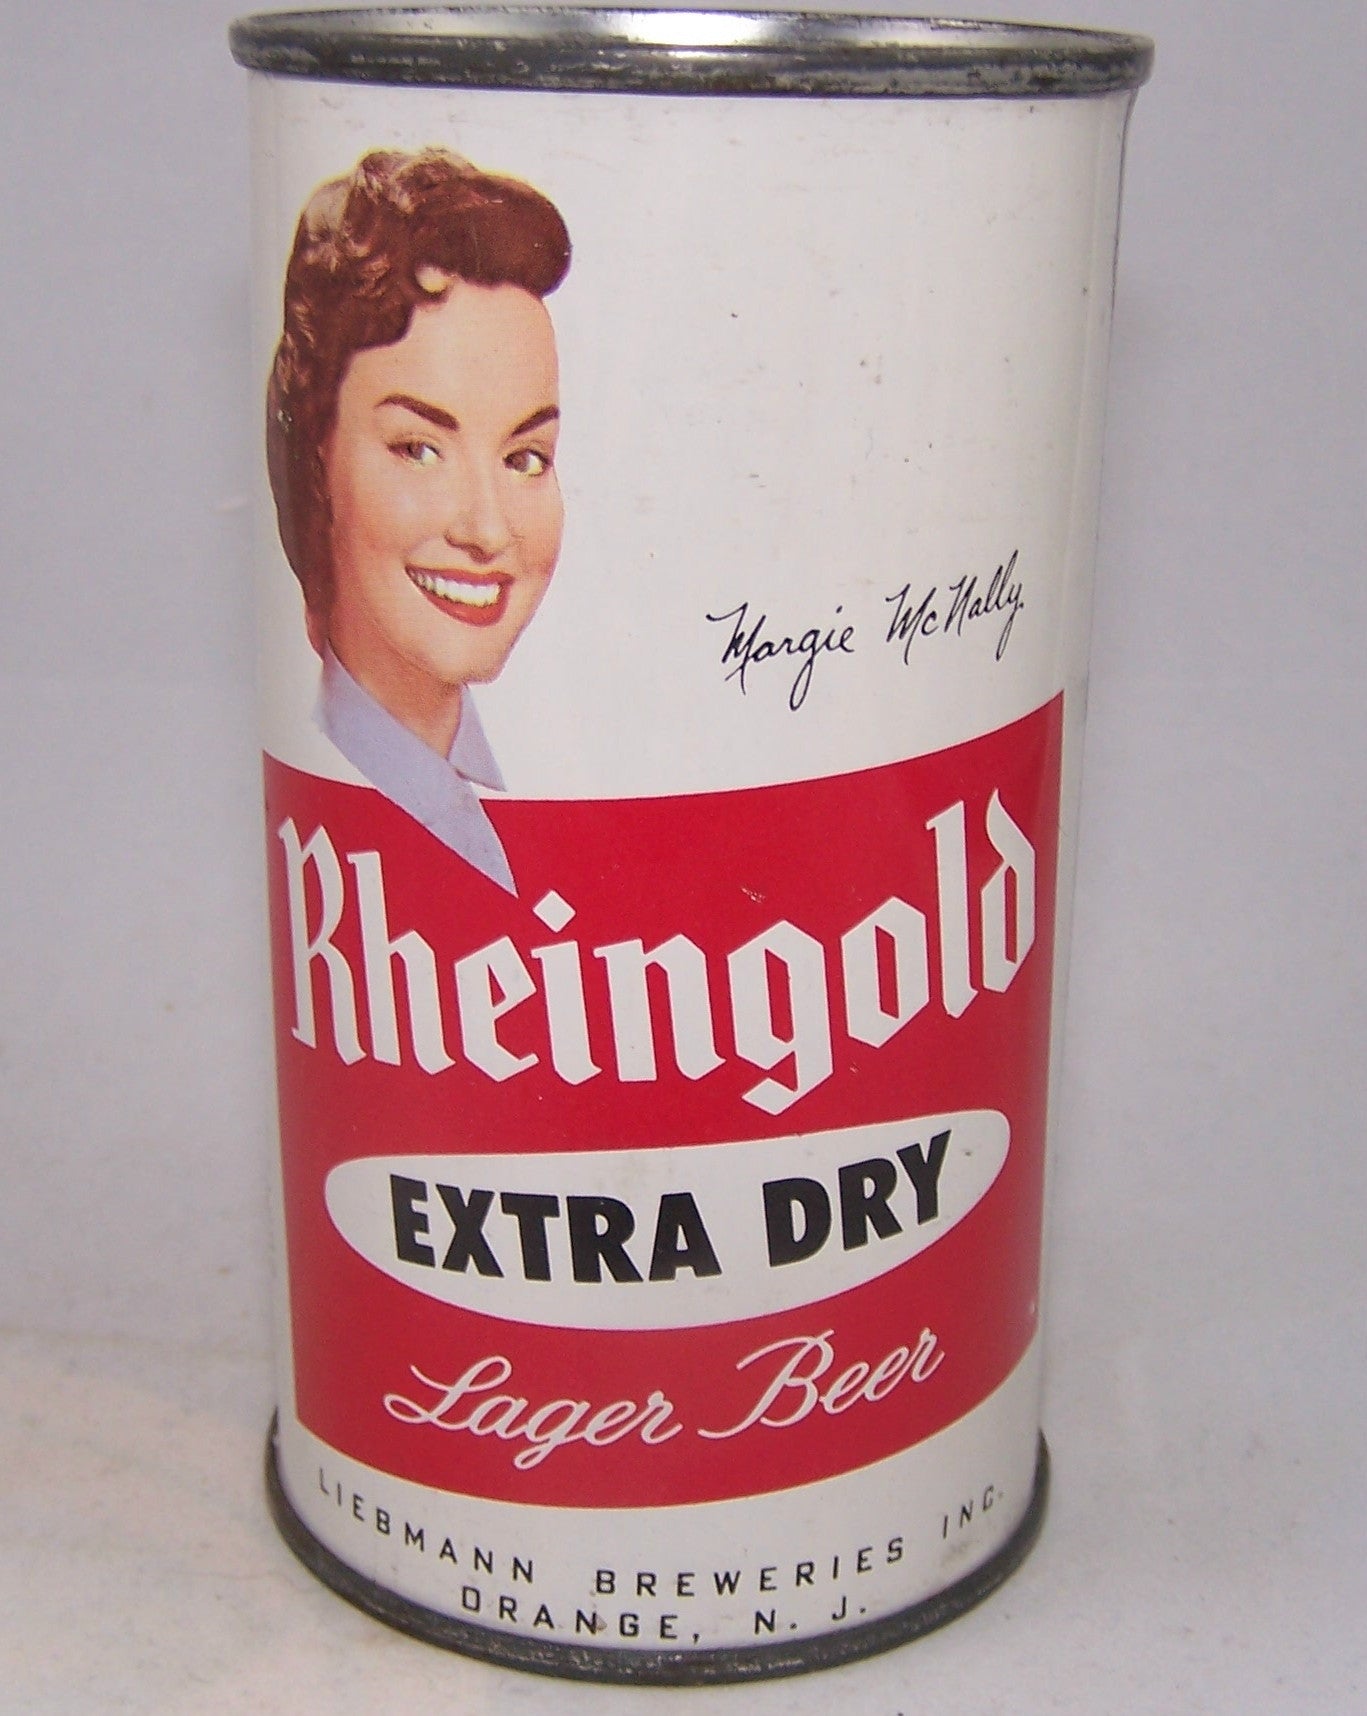 Margie McNally.
Rheingold
EXTRA DRY
Lager Beer
LIEBMANN BREWERIES INC.
ORANGE, N. J.